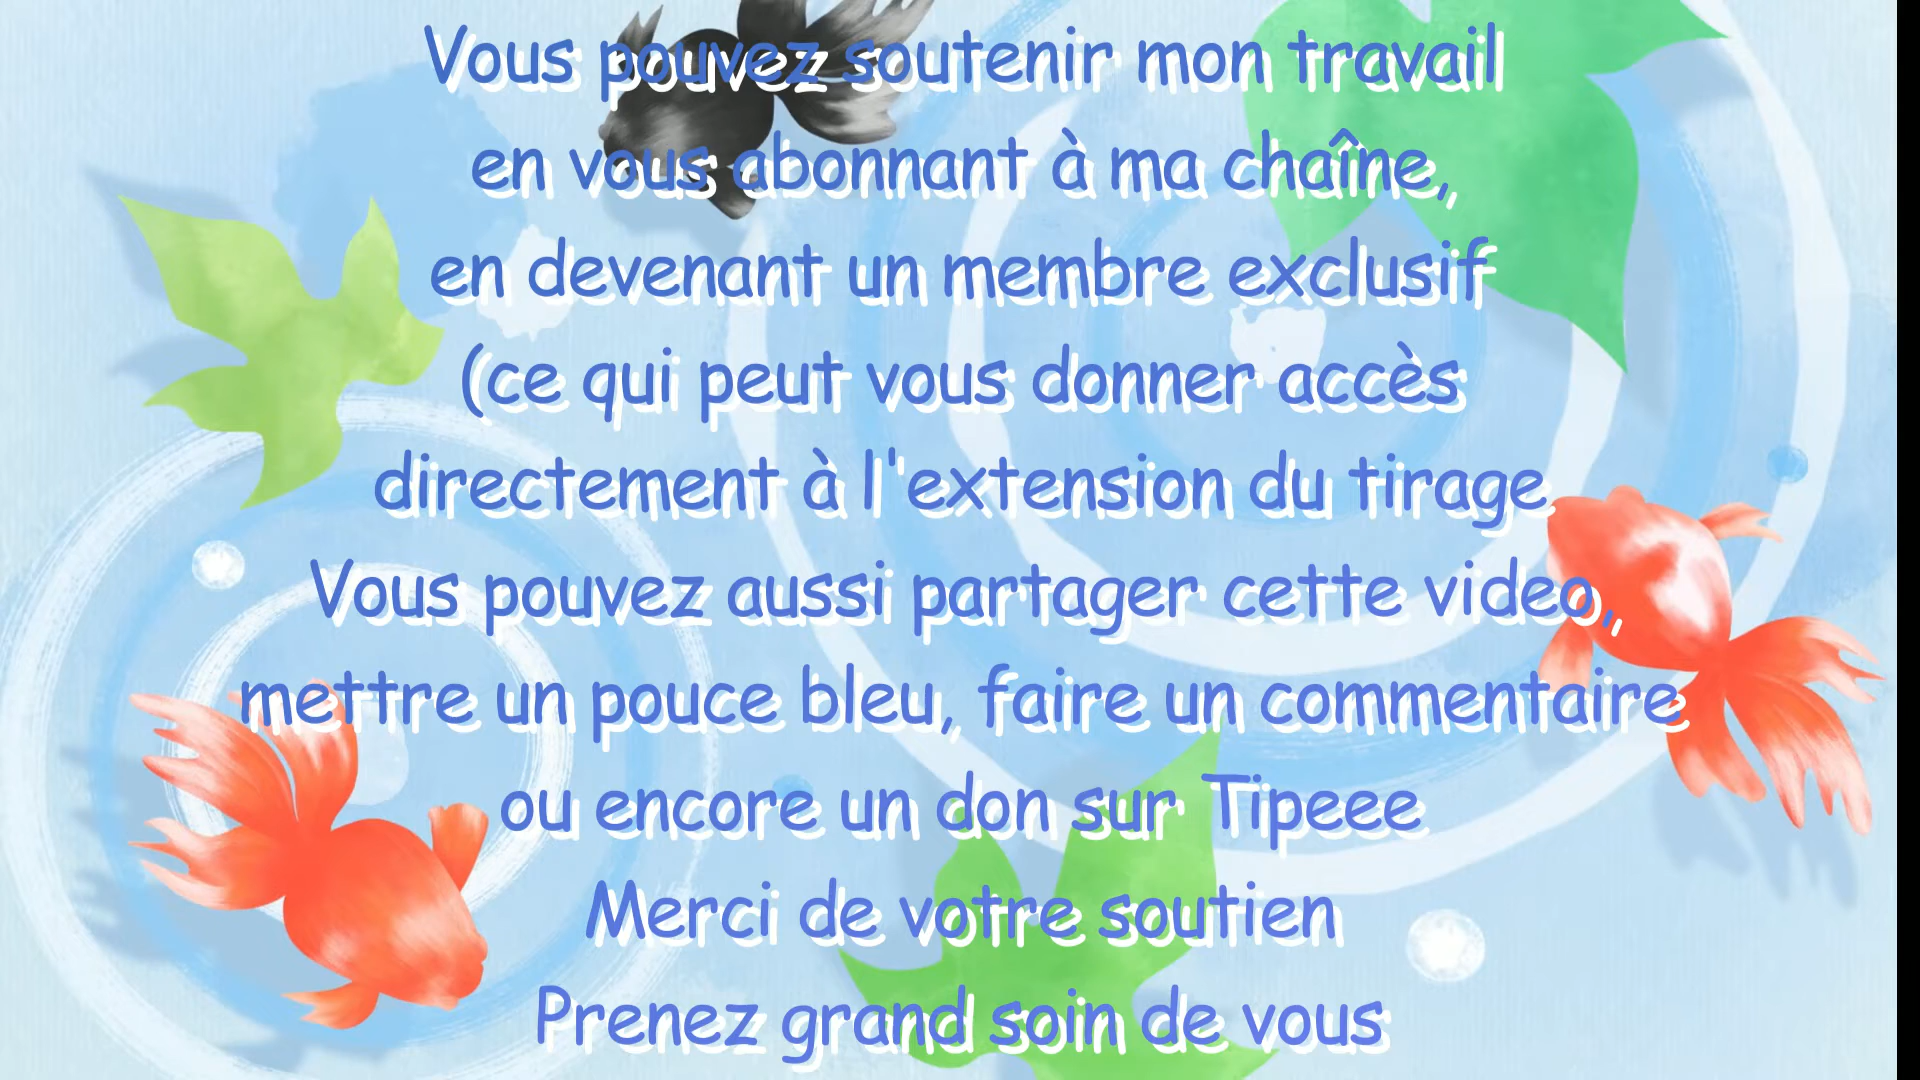 Vous pouvez soutenir mon travail
en vous abonnant à ma chaîne,
en devenant un membre exclusif
(ce qui peut vous donner accès
directement à l'extension du tirage
Vous pouvez aussi partager cette video,
mettre un pouce bleu, faire un commentaire
ou encore un don sur Tipeee
Merci de votre soutien
Prenez grand soin de vous